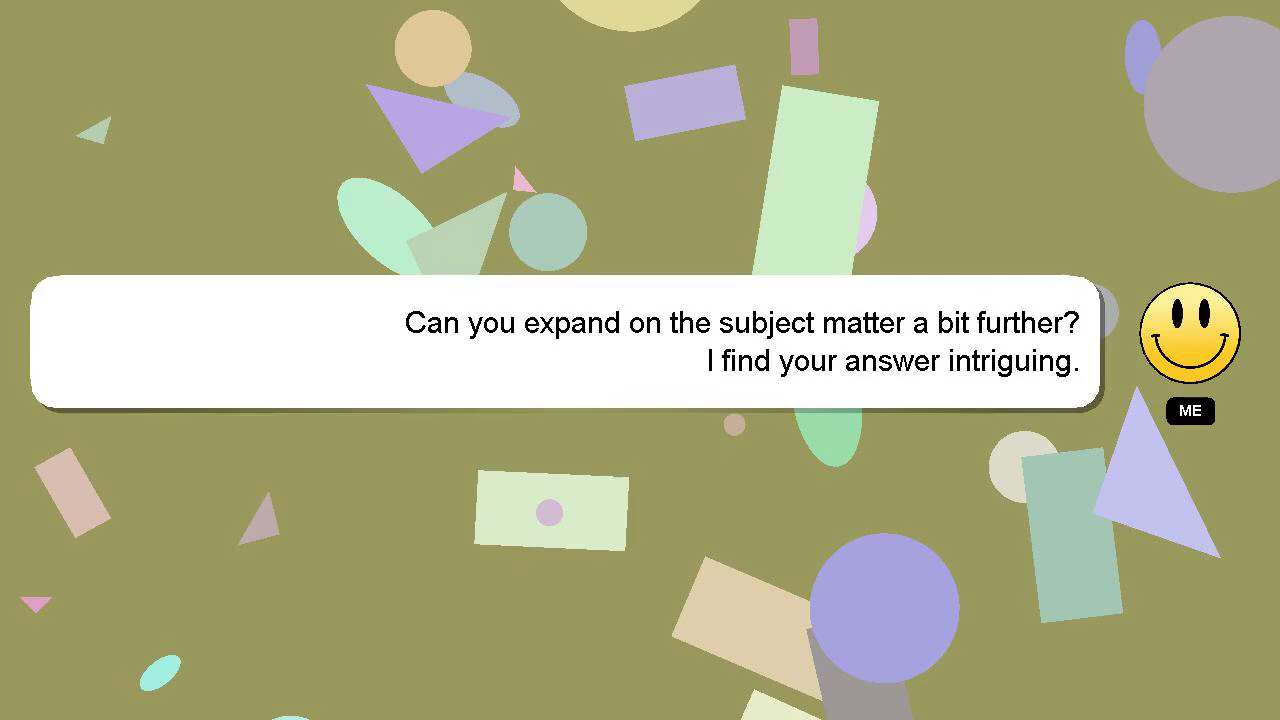 Can you expand on the subject matter a bit further?
I find your answer intriguing.
ME